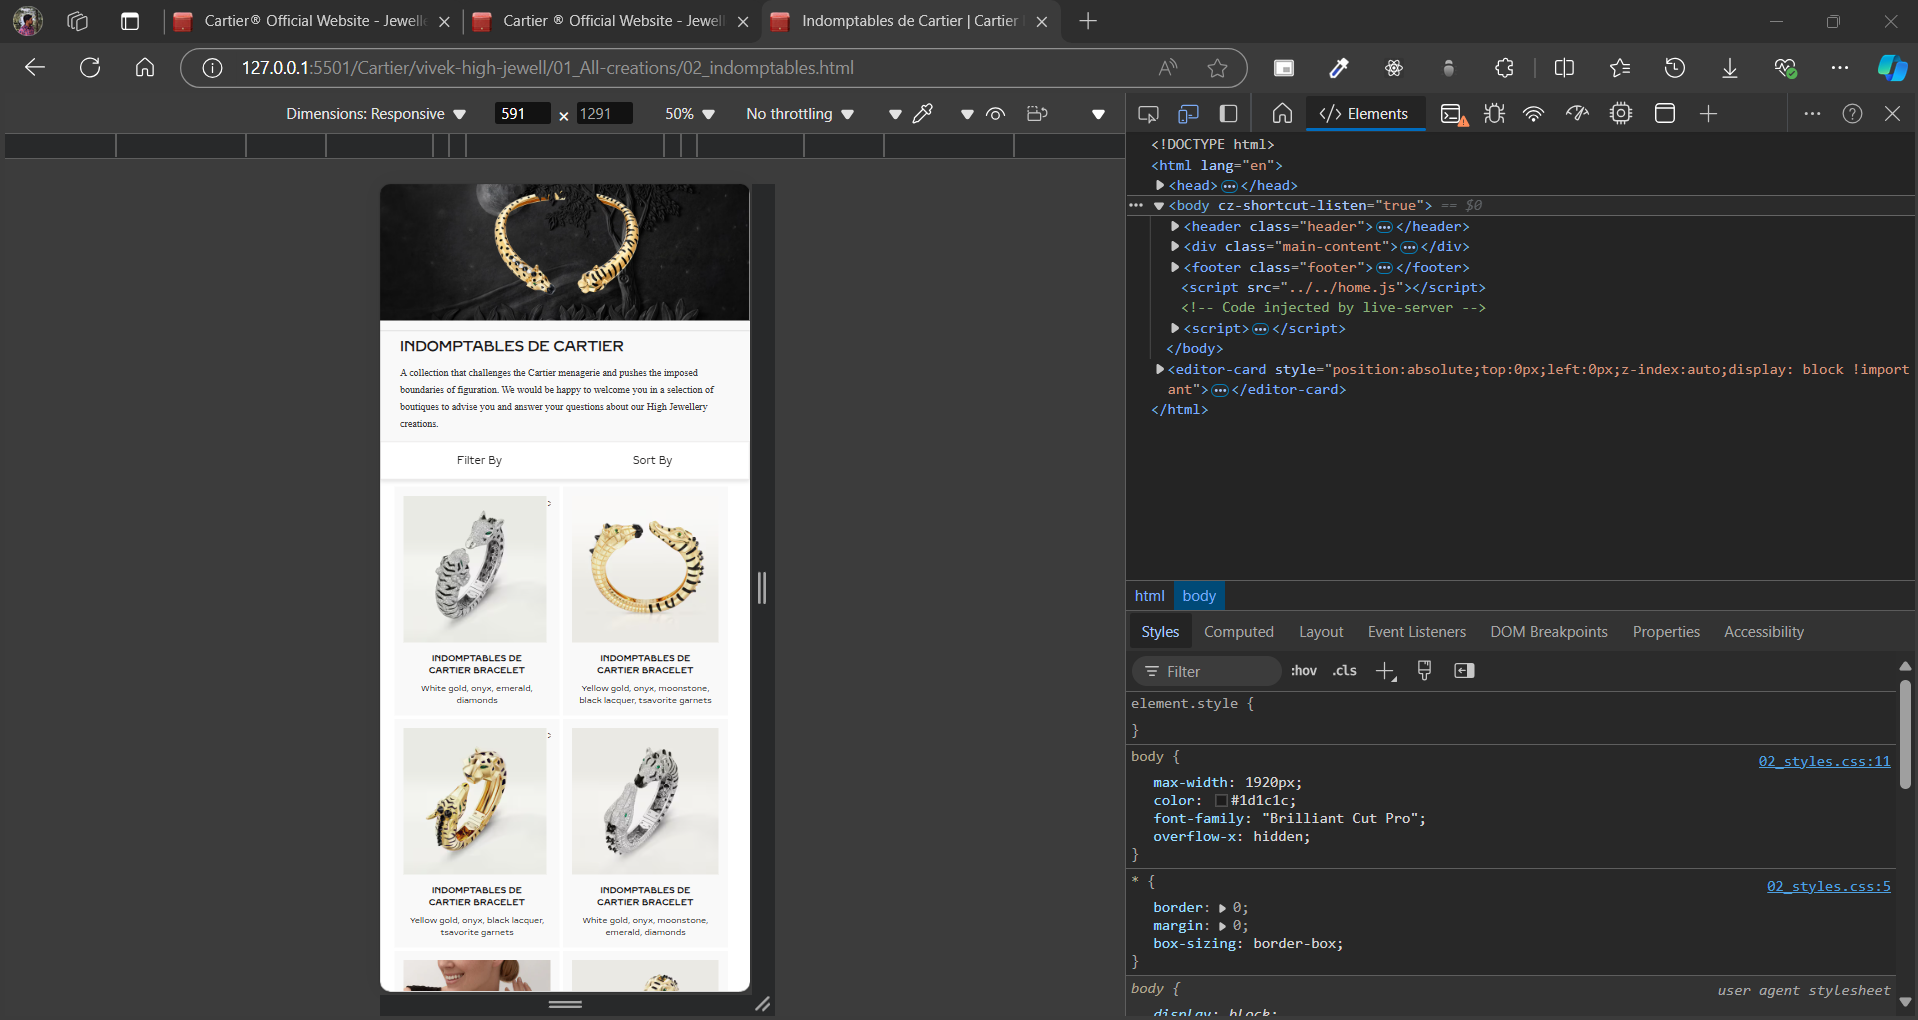 Cartier® Official Website - Jewelle
Cartier ® Official Website - Jewell
Indomptables de Cartier | Cartier
127.0.0.1:5501/Cartier/vivek-high-jewell/01_All-creations/02_indomptables.html
Dimensions: Responsive
591 × 1291
50%
No throttling
Elements
<!DOCTYPE html>
<html lang="en">
<head> ••• </head>
••• <body cz-shortcut-listen="true"> == $0
<header class="header"> ••• </header>
<div class="main-content"> ••• </div>
<footer class="footer"> ••• </footer>
<script src="../../home.js"></script>
<!-- Code injected by live-server -->
<script> ••• </script>
</body>
<editor-card style="position:absolute;top:0px;left:0px;z-index:auto;display: block !import
ant"> ••• </editor-card>
</html>
INDOMPTABLES DE CARTIER
A collection that challenges the Cartier menagerie and pushes the imposed
boundaries of figuration. We would be happy to welcome you in a selection of
boutiques to advise you and answer your questions about our High Jewellery
creations.
Filter By
Sort By
INDOMPTABLES DE
CARTIER BRACELET
White gold, onyx, emerald,
diamonds
INDOMPTABLES DE
CARTIER BRACELET
Yellow gold, onyx, moonstone,
black lacquer, tsavorite garnets
INDOMPTABLES DE
CARTIER BRACELET
Yellow gold, onyx, black lacquer,
tsavorite garnets
INDOMPTABLES DE
CARTIER BRACELET
White gold, onyx, moonstone,
emerald, diamonds
html
body
Styles
Computed
Layout
Event Listeners
DOM Breakpoints
Properties
Accessibility
Filter
:hov
.cls
element.style {
}
body {
02_styles.css:11
max-width: 1920px;
color: #1d1c1c;
font-family: "Brilliant Cut Pro";
overflow-x: hidden;
}
* {
02_styles.css:5
border: 0;
margin: 0;
box-sizing: border-box;
}
body {
user agent stylesheet
display: block;